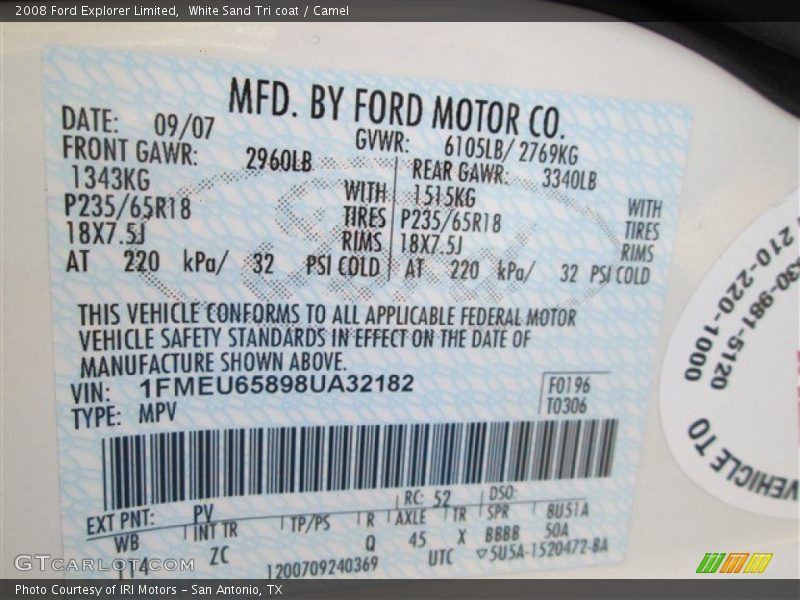 2008 Ford Explorer Limited, White Sand Tri coat / Camel
MFD. BY FORD MOTOR CO.
DATE: 09/07 GVWR: 6105LB/ 2769KG
FRONT GAWR: 2960LB REAR GAWR: 3340LB
1343KG WITH 1515KG WITH
P235/65R18 TIRES P235/65R18 TIRES
18X7.5J RIMS 18X7.5J RIMS
AT 220 kPa/ 32 PSI COLD AT 220 kPa/ 32 PSI COLD
THIS VEHICLE CONFORMS TO ALL APPLICABLE FEDERAL MOTOR
VEHICLE SAFETY STANDARDS IN EFFECT ON THE DATE OF
MANUFACTURE SHOWN ABOVE.
VIN: 1FMEU65898UA32182 F0196
TYPE: MPV T0306
EXT PNT: PV RC: 52 DSO:
WB INT TR TP/PS R AXLE TR SPR 8U51A
114 ZC Q 45 X BBBB 50A
1200709240369 UTC ▽5U5A-1520472-BA
210-220-1000
830-981-5120
VEHICLE TO
GTCARLOT.COM
Photo Courtesy of IRI Motors - San Antonio, TX